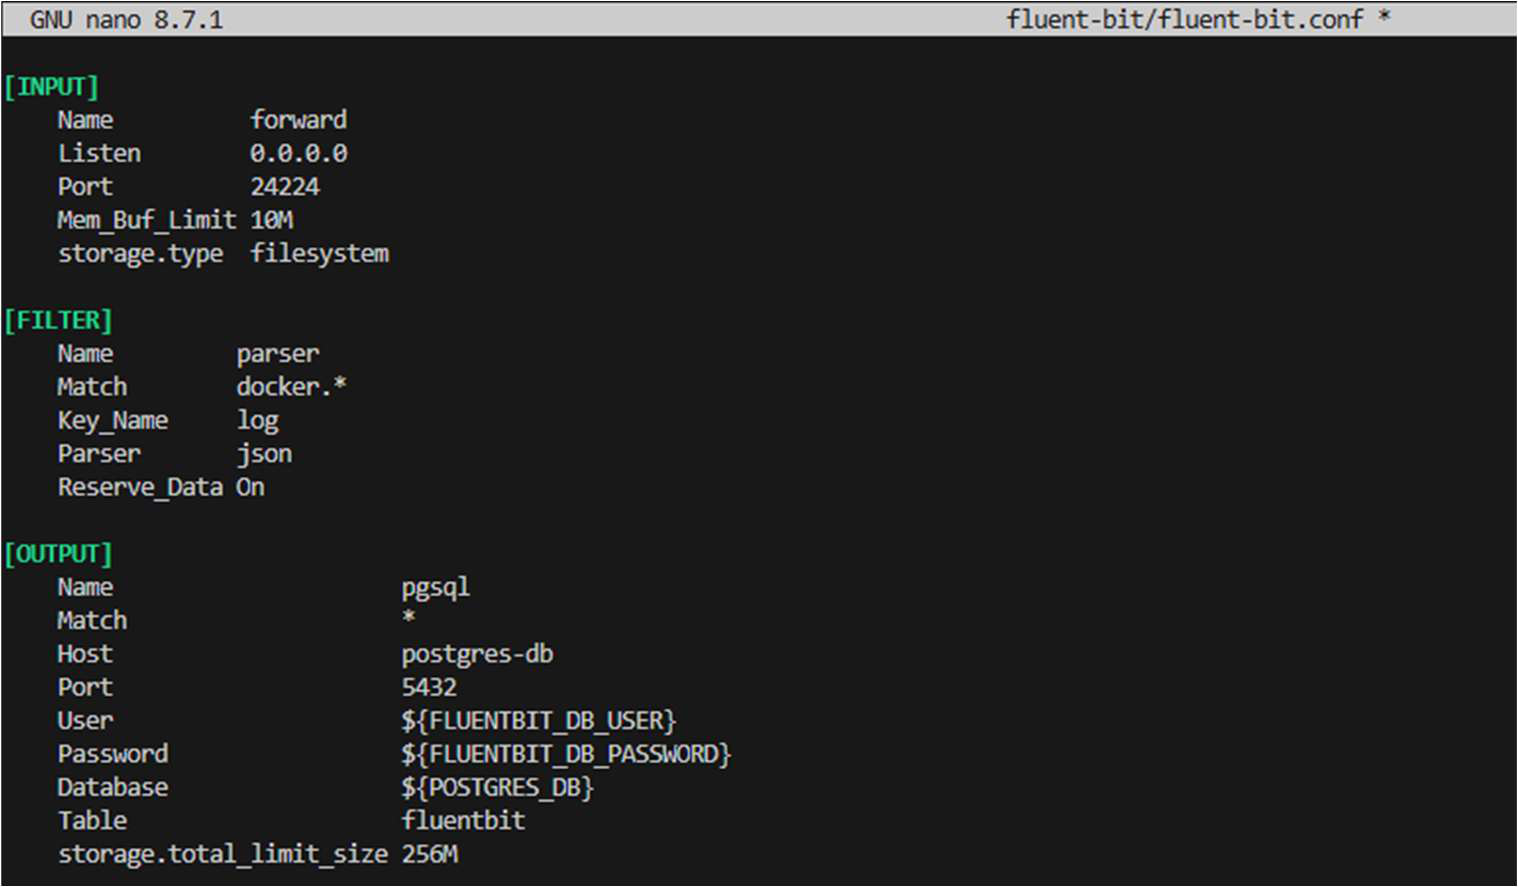 GNU nano 8.7.1 fluent-bit/fluent-bit.conf *
[INPUT]
Name forward
Listen 0.0.0.0
Port 24224
Mem_Buf_Limit 10M
storage.type filesystem
[FILTER]
Name parser
Match docker.*
Key_Name log
Parser json
Reserve_Data On
[OUTPUT]
Name pgsql
Match *
Host postgres-db
Port 5432
User ${FLUENTBIT_DB_USER}
Password ${FLUENTBIT_DB_PASSWORD}
Database ${POSTGRES_DB}
Table fluentbit
storage.total_limit_size 256M